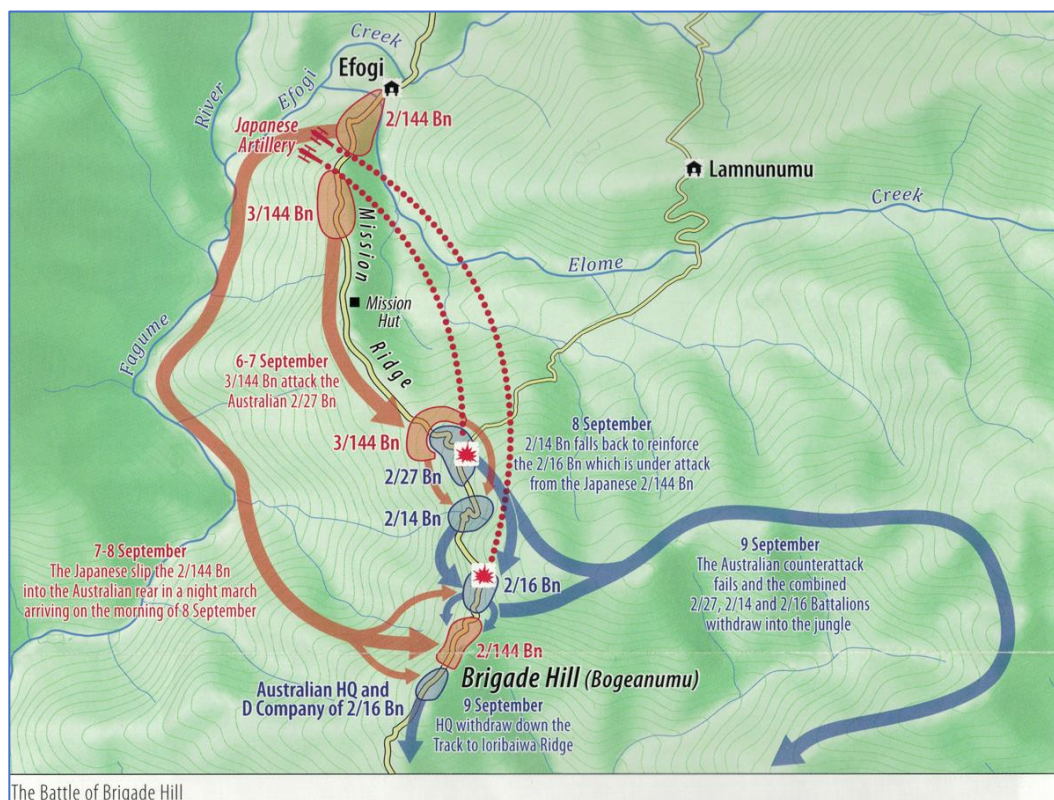 Creek
Efogi
Efogi
River
2/144 Bn
Japanese
Artillery
Lamnunumu
3/144 Bn
Creek
Mission
Elome
Mission
Hut
Fagume
Ridge
6-7 September
3/144 Bn attack the
Australian 2/27 Bn
8 September
3/144 Bn
2/14 Bn falls back to reinforce
the 2/16 Bn which is under attack
2/27 Bn
from the Japanese 2/144 Bn
2/14 Bn
7-8 September
9 September
The Japanese slip the 2/144 Bn
The Australian counterattack
into the Australian rear in a night march
fails and the combined
arriving on the morning of 8 September
2/16 Bn
2/27, 2/14 and 2/16 Battalions
withdraw into the jungle
2/144 Bn
Brigade Hill (Bogeanumu)
Australian HQ and
D Company of 2/16 Bn
9 September
HQ withdraw down the
Track to Ioribaiwa Ridge
The Battle of Brigade Hill